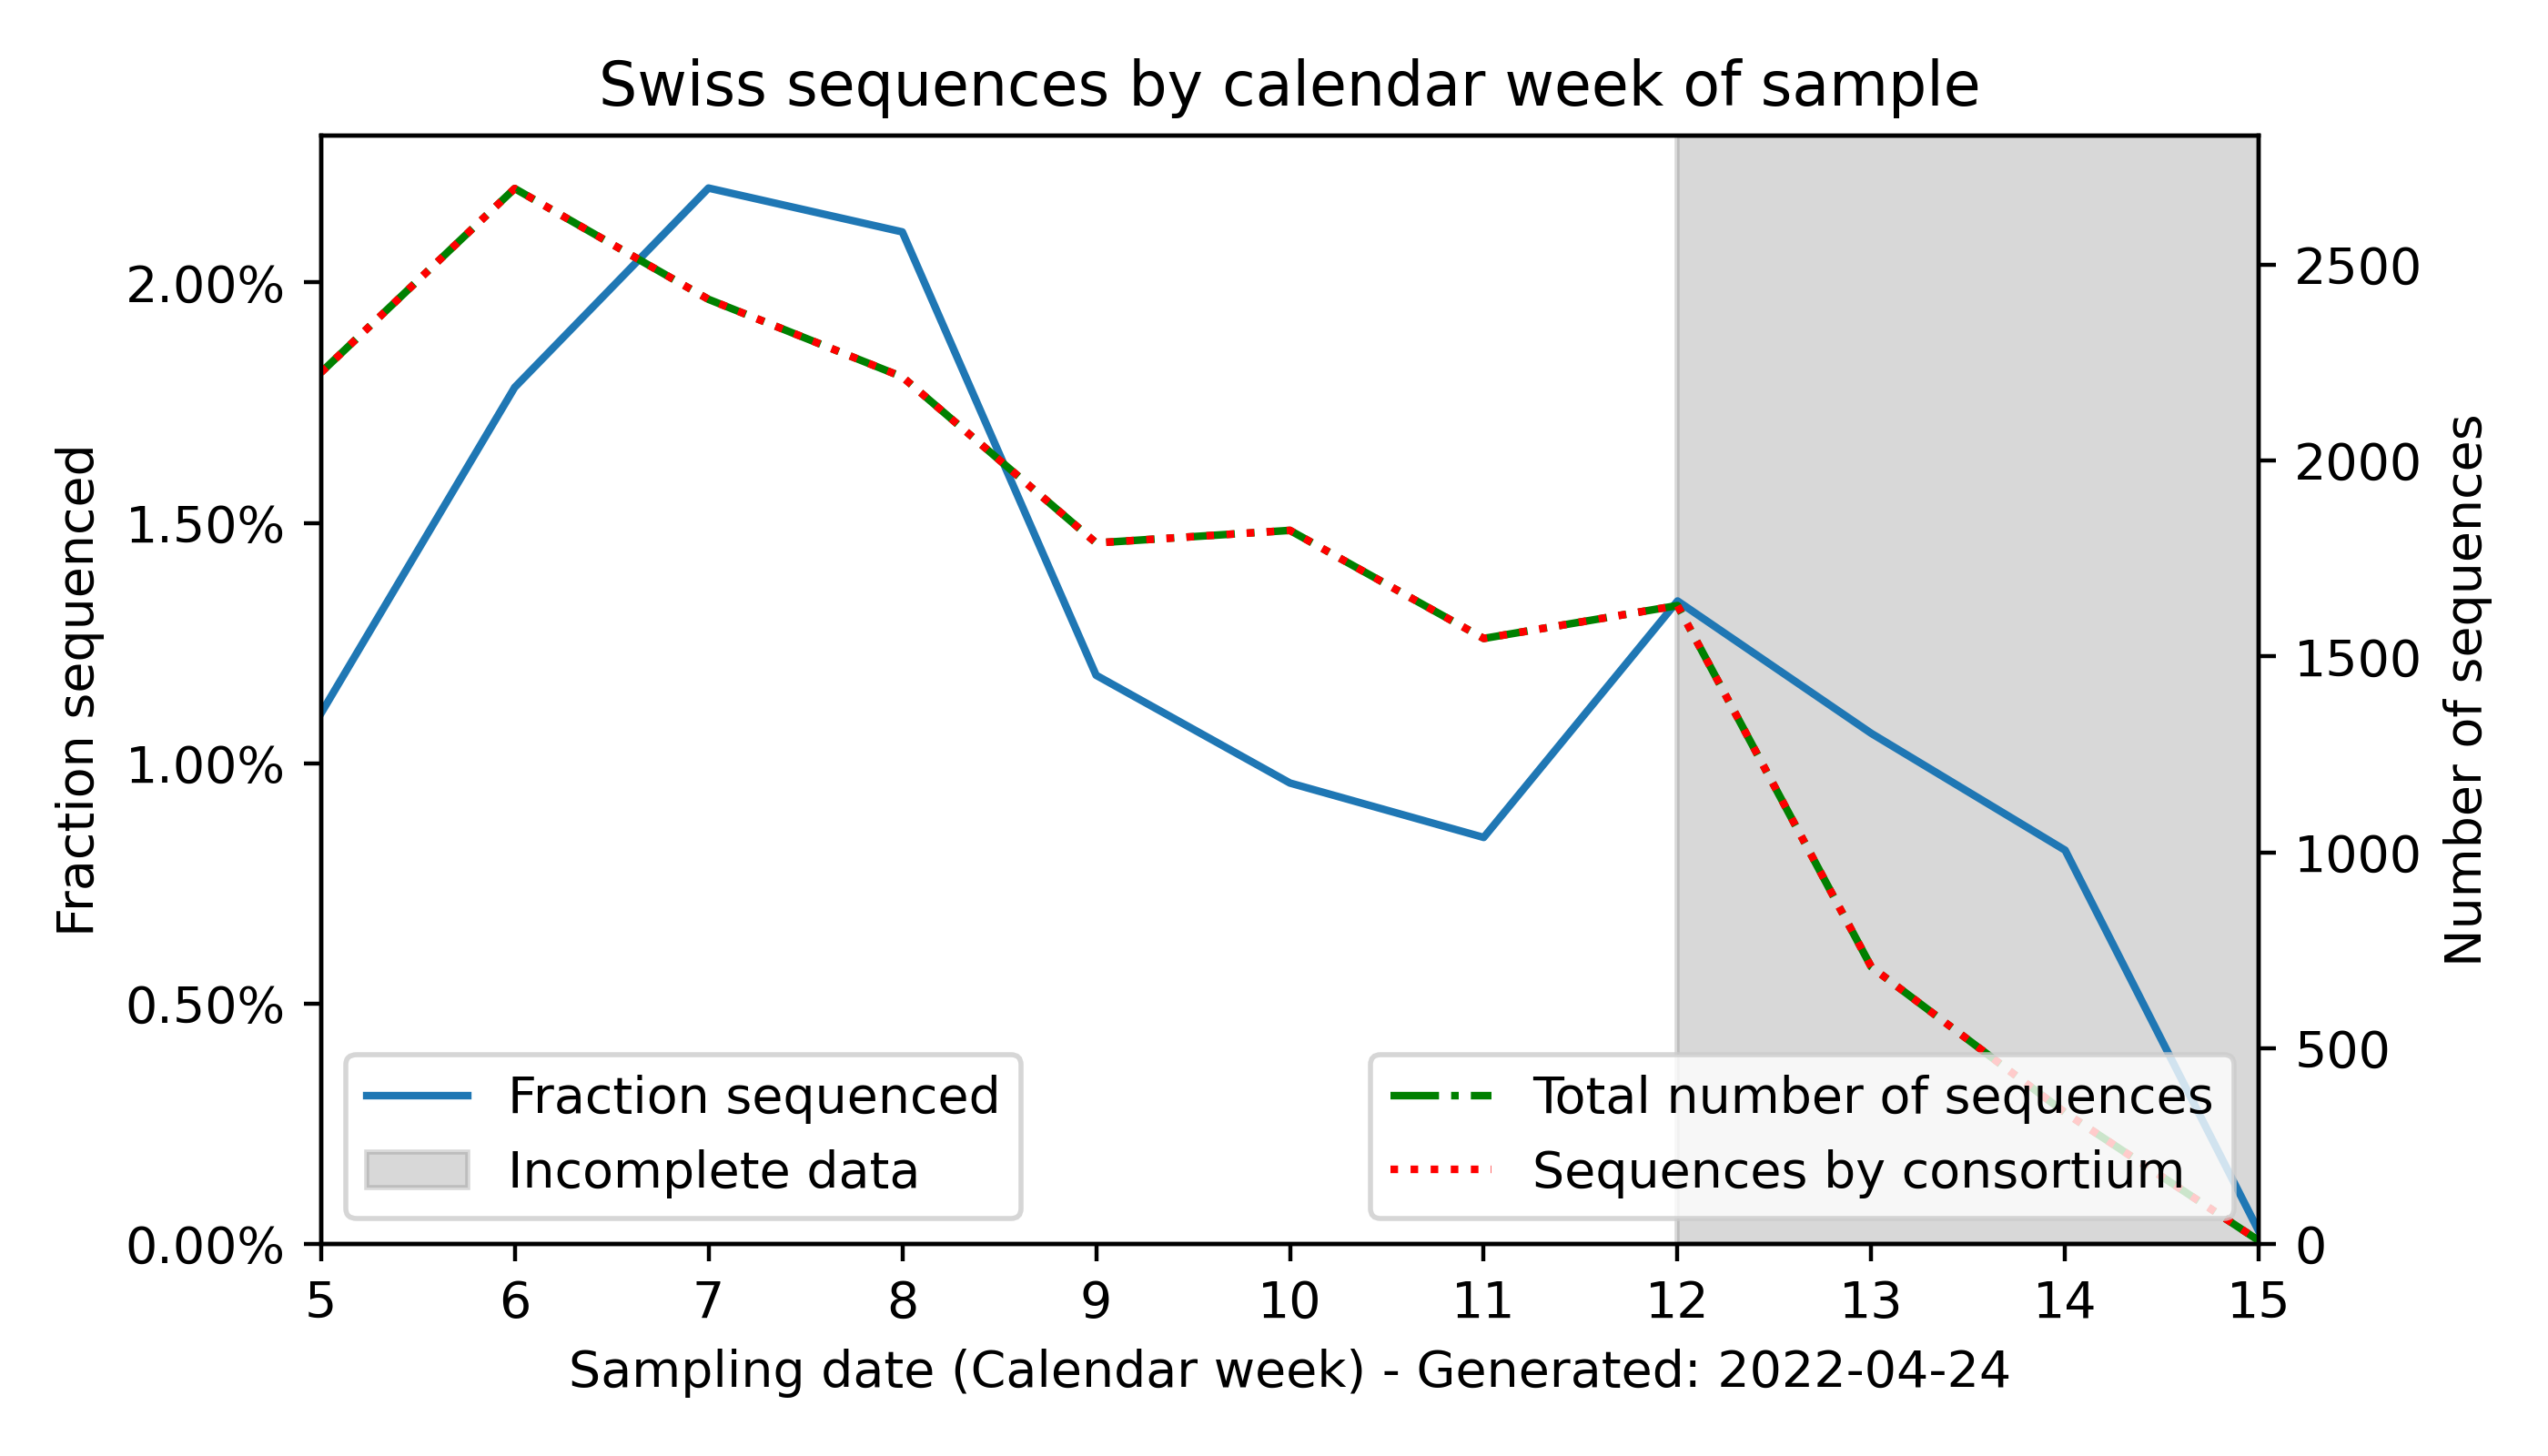 Swiss sequences by calendar week of sample
Fraction sequenced
2.00%
1.50%
1.00%
0.50%
0.00%
2500
2000
1500
1000
500
0
Number of sequences
Fraction sequenced
Incomplete data
Total number of sequences
Sequences by consortium
5 6 7 8 9 10 11 12 13 14 15
Sampling date (Calendar week) - Generated: 2022-04-24